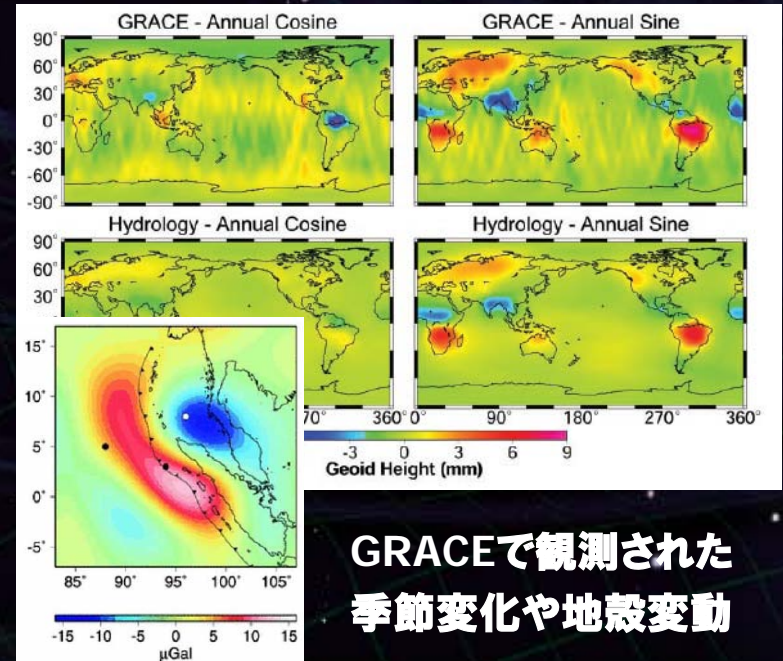 GRACE - Annual Cosine
GRACE - Annual Sine
90°
60°
30°
0°
-30°
-60°
-90°
Hydrology - Annual Cosine
Hydrology - Annual Sine
90°
60°
30°
70° 360° 0° 90° 180° 270° 360°
-3 0 3 6 9
Geoid Height (mm)
15°
10°
5°
0°
-5°
85° 90° 95° 100° 105°
-15 -10 -5 0 5 10 15
µGal
GRACEで観測された
季節変化や地殻変動